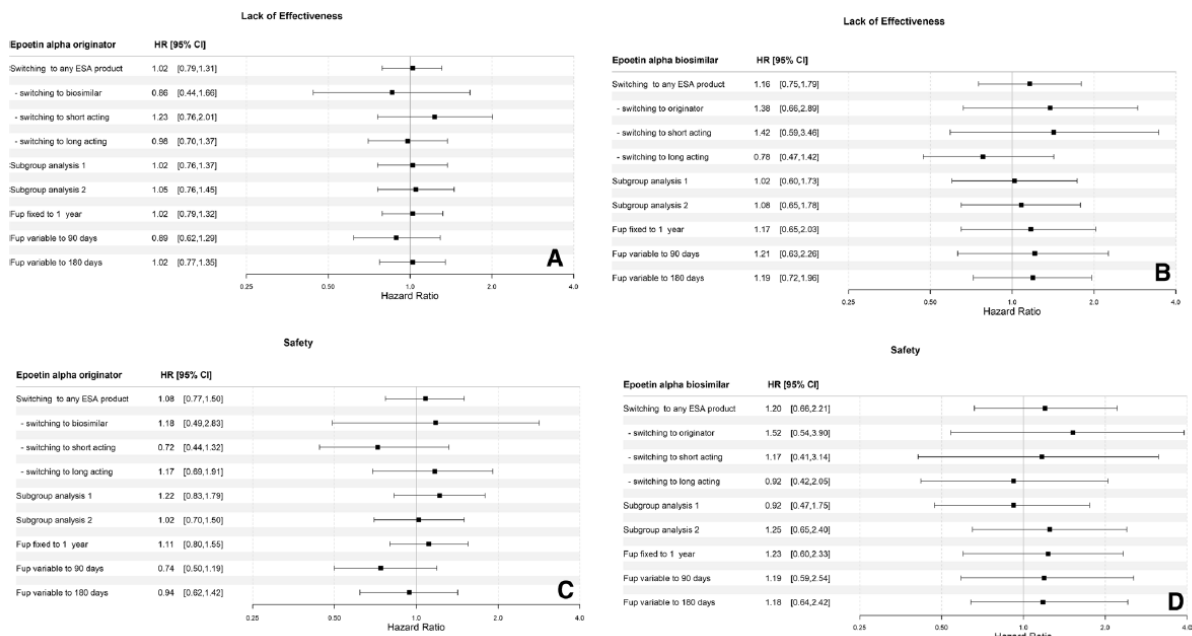 Lack of Effectiveness
Epoetin alpha originator HR [95% CI]
Switching to any ESA product 1.02 [0.79,1.31]
- switching to biosimilar 0.86 [0.44,1.66]
- switching to short acting 1.23 [0.76,2.01]
- switching to long acting 0.98 [0.70,1.37]
Subgroup analysis 1 1.02 [0.76,1.37]
Subgroup analysis 2 1.05 [0.76,1.45]
Fup fixed to 1 year 1.02 [0.79,1.32]
Fup variable to 90 days 0.89 [0.62,1.29]
Fup variable to 180 days 1.02 [0.77,1.35]
A
0.25 0.50 1.0 2.0 4.0
Hazard Ratio
Lack of Effectiveness
Epoetin alpha biosimilar HR [95% CI]
Switching to any ESA product 1.16 [0.75,1.79]
- switching to originator 1.38 [0.66,2.89]
- switching to short acting 1.42 [0.59,3.46]
- switching to long acting 0.78 [0.47,1.42]
Subgroup analysis 1 1.02 [0.60,1.73]
Subgroup analysis 2 1.08 [0.65,1.78]
Fup fixed to 1 year 1.17 [0.65,2.03]
Fup variable to 90 days 1.21 [0.63,2.26]
Fup variable to 180 days 1.19 [0.72,1.96]
B
0.25 0.50 1.0 2.0 4.0
Hazard Ratio
Safety
Epoetin alpha originator HR [95% CI]
Switching to any ESA product 1.08 [0.77,1.50]
- switching to biosimilar 1.18 [0.49,2.83]
- switching to short acting 0.72 [0.44,1.32]
- switching to long acting 1.17 [0.69,1.91]
Subgroup analysis 1 1.22 [0.83,1.79]
Subgroup analysis 2 1.02 [0.70,1.50]
Fup fixed to 1 year 1.11 [0.80,1.55]
Fup variable to 90 days 0.74 [0.50,1.19]
Fup variable to 180 days 0.94 [0.62,1.42]
C
0.25 0.50 1.0 2.0 4.0
Hazard Ratio
Safety
Epoetin alpha biosimilar HR [95% CI]
Switching to any ESA product 1.20 [0.66,2.21]
- switching to originator 1.52 [0.54,3.90]
- switching to short acting 1.17 [0.41,3.14]
- switching to long acting 0.92 [0.42,2.05]
Subgroup analysis 1 0.92 [0.47,1.75]
Subgroup analysis 2 1.25 [0.65,2.40]
Fup fixed to 1 year 1.23 [0.60,2.33]
Fup variable to 90 days 1.19 [0.59,2.54]
Fup variable to 180 days 1.18 [0.64,2.42]
D
0.25 0.50 1.0 2.0 4.0
Hazard Ratio